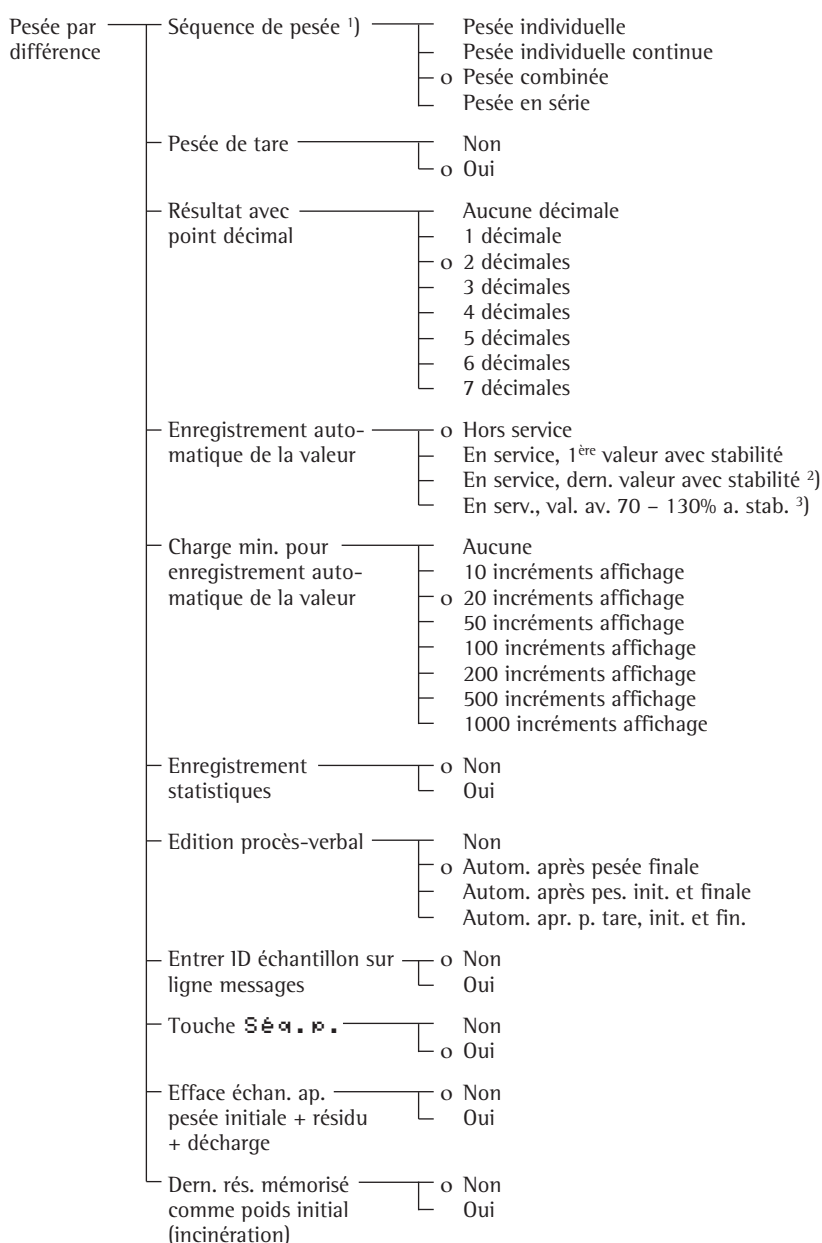 Pesée par différence
Séquence de pesée ¹)
Pesée individuelle
Pesée individuelle continue
o Pesée combinée
Pesée en série
Pesée de tare
Non
o Oui
Résultat avec
point décimal
Aucune décimale
1 décimale
o 2 décimales
3 décimales
4 décimales
5 décimales
6 décimales
7 décimales
Enregistrement auto-
matique de la valeur
o Hors service
En service, 1ère valeur avec stabilité
En service, dern. valeur avec stabilité ²)
En serv., val. av. 70 – 130% a. stab. ³)
Charge min. pour
enregistrement auto-
matique de la valeur
Aucune
10 incréments affichage
o 20 incréments affichage
50 incréments affichage
100 incréments affichage
200 incréments affichage
500 incréments affichage
1000 incréments affichage
Enregistrement
statistiques
o Non
Oui
Edition procès-verbal
Non
o Autom. après pesée finale
Autom. après pes. init. et finale
Autom. apr. p. tare, init. et fin.
Entrer ID échantillon sur
ligne messages
o Non
Oui
Touche Séq.p.
Non
o Oui
Efface échan. ap.
pesée initiale + résidu
+ décharge
o Non
Oui
Dern. rés. mémorisé
comme poids initial
(incinération)
o Non
Oui